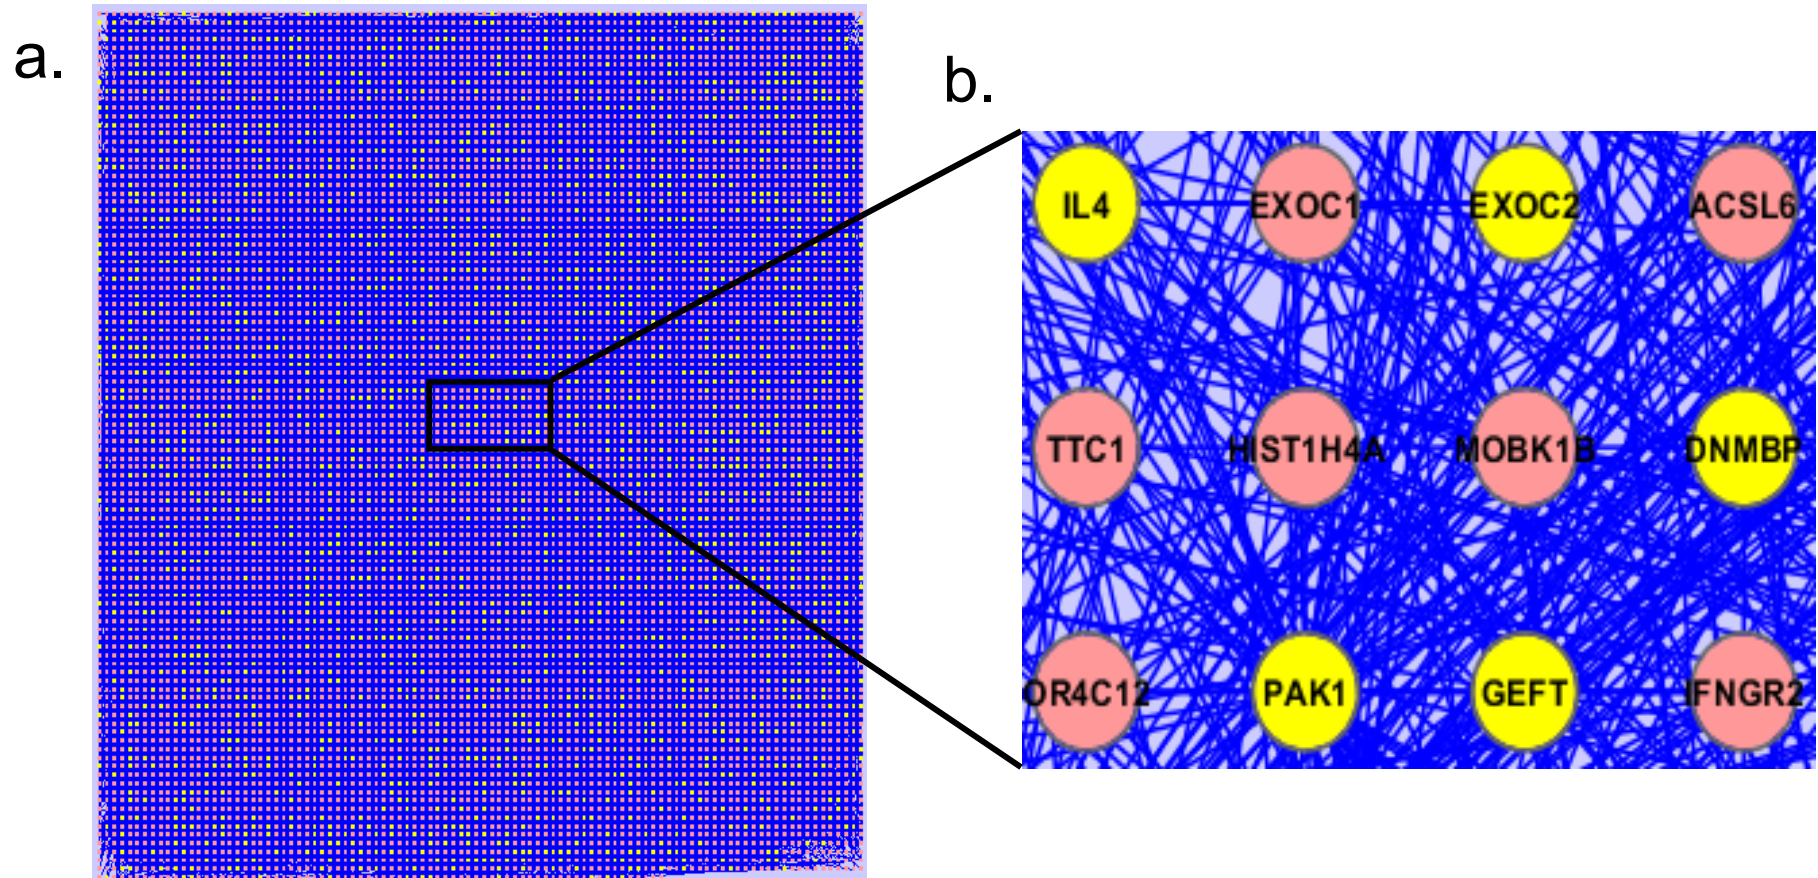 a.
b.
IL4 EXOC1 EXOC2 ACSL6
TTC1 HIST1H4A MOBK1B DNMBP
OR4C12 PAK1 GEFT IFNGR2